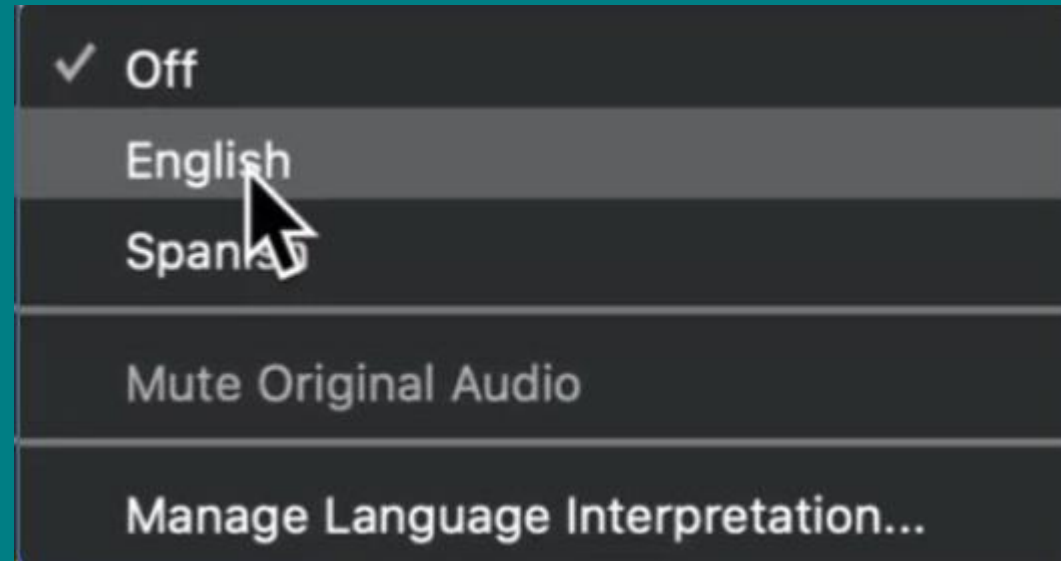 Off
English
Spanish
Mute Original Audio
Manage Language Interpretation...